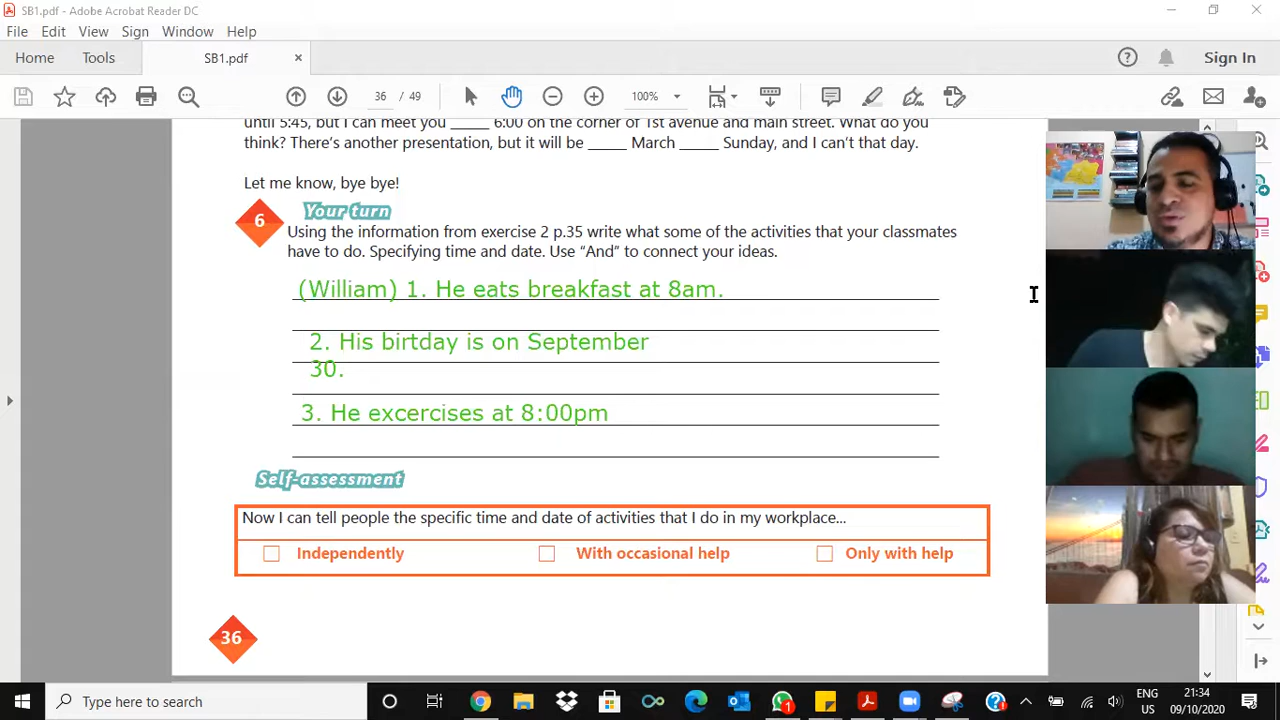 SB1.pdf - Adobe Acrobat Reader DC
File Edit View Sign Window Help
Home Tools SB1.pdf × Sign In
36 / 49 100%
until 5:45, but I can meet you _____ 6:00 on the corner of 1st avenue and main street. What do you
think? There's another presentation, but it will be _____ March _____ Sunday, and I can't that day.
Let me know, bye bye!
6 Your turn
Using the information from exercise 2 p.35 write what some of the activities that your classmates
have to do. Specifying time and date. Use “And” to connect your ideas.
(William) 1. He eats breakfast at 8am.
2. His birtday is on September
30.
3. He excercises at 8:00pm
Self-assessment
Now I can tell people the specific time and date of activities that I do in my workplace...
Independently With occasional help Only with help
36
Type here to search
ENG 21:34
US 09/10/2020